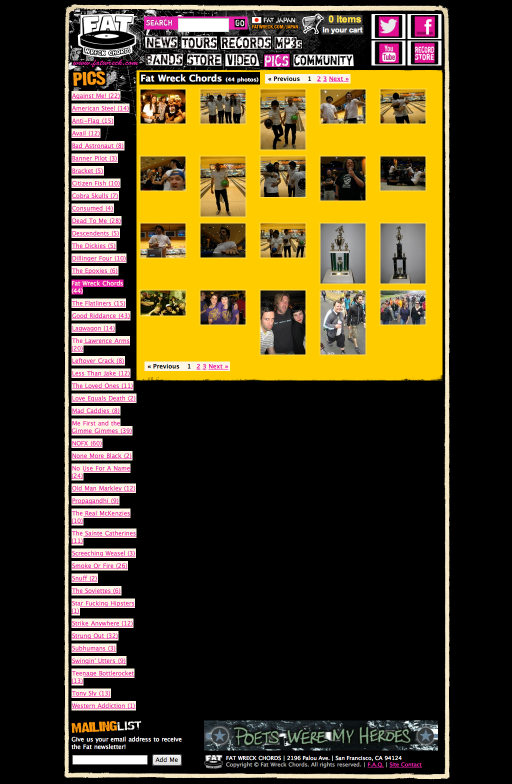 FAT
WRECK CHORDS
www.fatwreck.com
SEARCH
GO
FAT JAPAN
FATWRECK.COM/JAPAN
0 items
in your cart
You
Tube
RECORD
STORE
NEWS TOURS RECORDS MP3s
BANDS STORE VIDEO PICS COMMUNITY
PICS
Fat Wreck Chords (44 photos)
« Previous 1 2 3 Next »
Against Me! (22)
American Steel (14)
Anti-Flag (15)
Avail (12)
Bad Astronaut (8)
Banner Pilot (3)
Bracket (5)
Citizen Fish (10)
Cobra Skulls (7)
Consumed (4)
Dead To Me (28)
Descendents (5)
The Dickies (5)
Dillinger Four (10)
The Epoxies (6)
Fat Wreck Chords
(44)
The Flatliners (15)
Good Riddance (43)
Lagwagon (14)
The Lawrence Arms
(20)
Leftover Crack (8)
Less Than Jake (12)
The Loved Ones (11)
Love Equals Death (2)
Mad Caddies (8)
Me First and the
Gimme Gimmes (39)
NOFX (60)
None More Black (2)
No Use For A Name
(24)
Old Man Markley (12)
Propagandhi (9)
The Real McKenzies
(10)
The Sainte Catherines
(11)
Screeching Weasel (3)
Smoke Or Fire (26)
Snuff (2)
The Soviettes (6)
Star Fucking Hipsters
(1)
Strike Anywhere (12)
Strung Out (32)
Subhumans (3)
Swingin' Utters (9)
Teenage Bottlerocket
(13)
Tony Sly (13)
Western Addiction (1)
« Previous 1 2 3 Next »
MAILINGLIST
Give us your email address to receive
the Fat newsletter!
Add Me
POETS WERE MY HEROES
FAT WRECK CHORDS | 2196 Palou Ave. | San Francisco, CA 94124
Copyright © Fat Wreck Chords. All rights reserved. | F.A.Q. | Site Contact